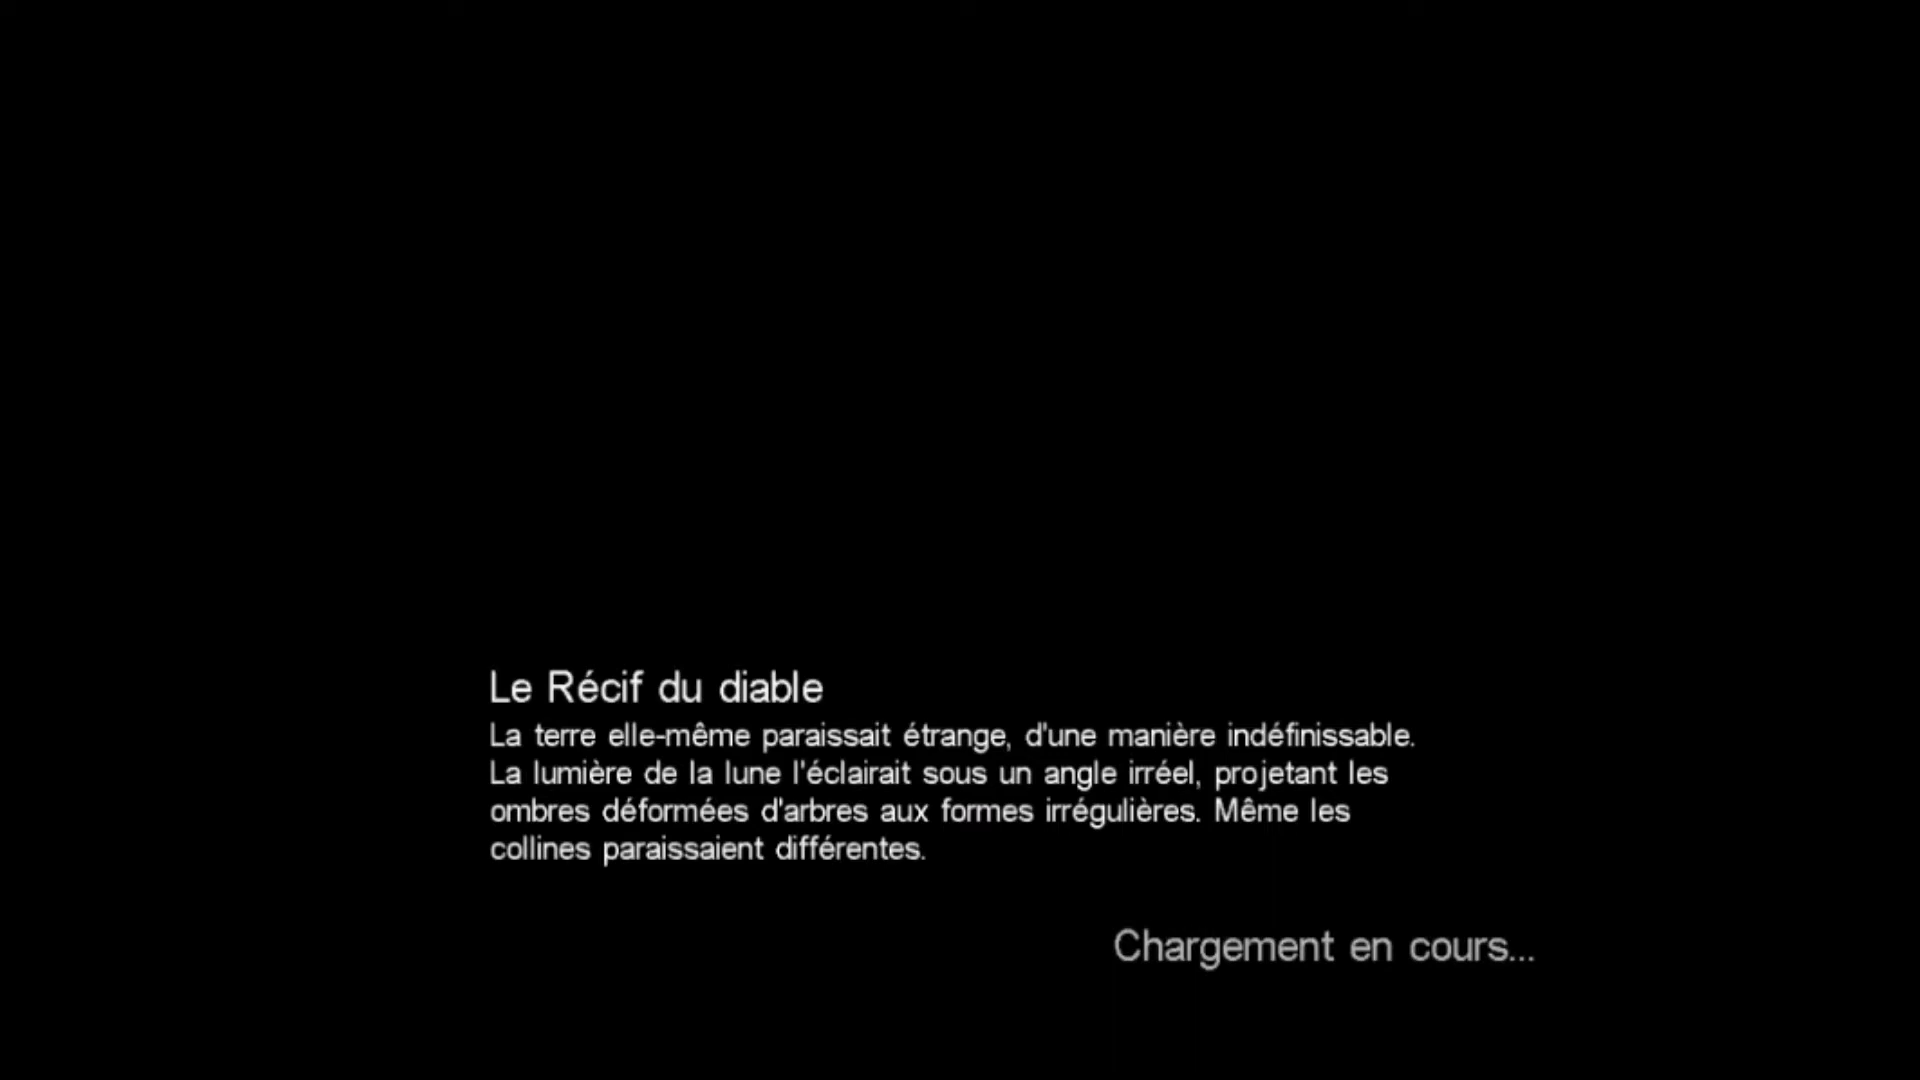 Le Récif du diable
La terre elle-même paraissait étrange, d'une manière indéfinissable.
La lumière de la lune l'éclairait sous un angle irréel, projetant les
ombres déformées d'arbres aux formes irrégulières. Même les
collines paraissaient différentes.
Chargement en cours...